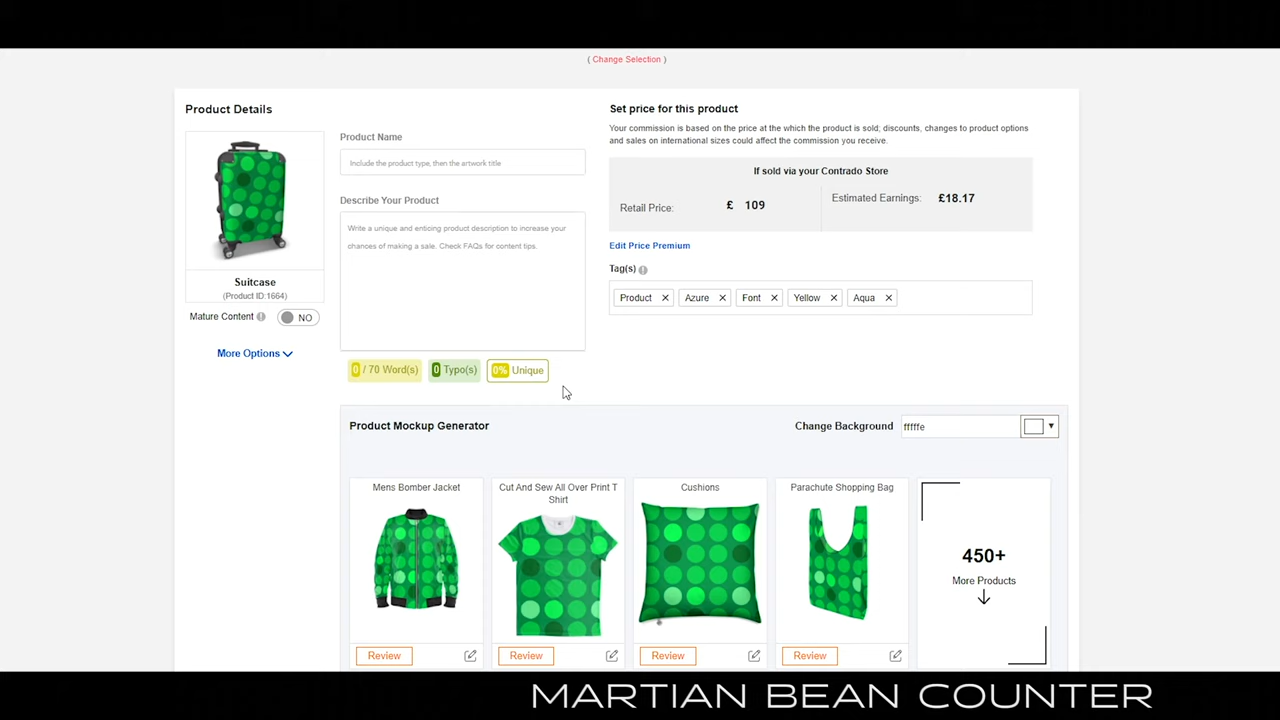 ( Change Selection )
Product Details
Suitcase
(Product ID:1664)
Mature Content
NO
More Options
Product Name
Include the product type, then the artwork title
Describe Your Product
Write a unique and enticing product description to increase your
chances of making a sale. Check FAQs for content tips.
0 / 70 Word(s)
0 Typo(s)
0% Unique
Set price for this product
Your commission is based on the price at the which the product is sold; discounts, changes to product options
and sales on international sizes could affect the commission you receive.
If sold via your Contrado Store
Retail Price: £ 109
Estimated Earnings: £18.17
Edit Price Premium
Tag(s)
Product × Azure × Font × Yellow × Aqua ×
Product Mockup Generator
Change Background fffffe
Mens Bomber Jacket
Review
Cut And Sew All Over Print T
Shirt
Review
Cushions
Review
Parachute Shopping Bag
Review
450+
More Products
MARTIAN BEAN COUNTER